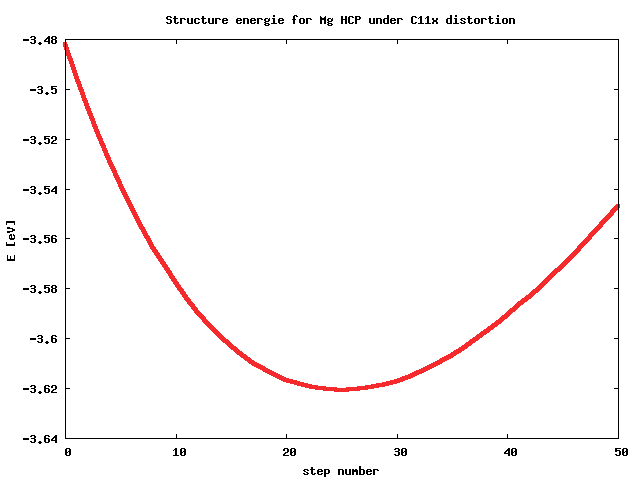 Structure energie for Mg HCP under C11x distortion
-3.48
-3.5
-3.52
-3.54
-3.56
-3.58
-3.6
-3.62
-3.64
E [eV]
0 10 20 30 40 50
step number